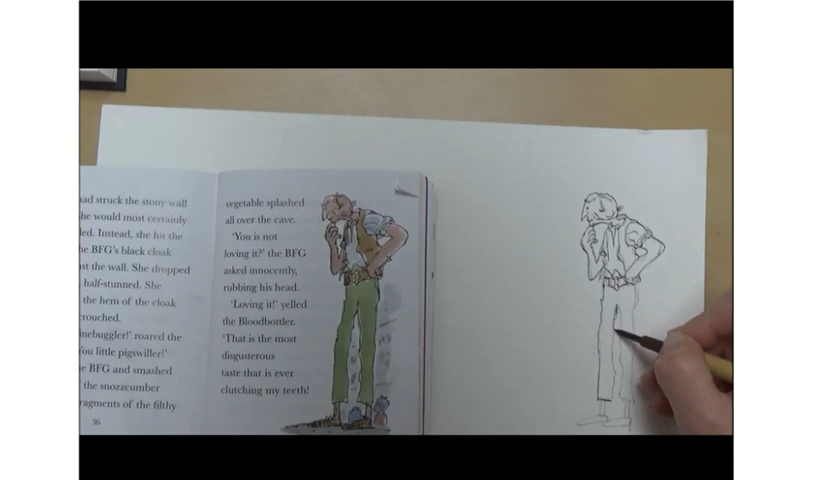 had struck the stony wall
he would most certainly
led. Instead, she hit the
he BFG's black cloak
st the wall. She dropped
half-stunned. She
the hem of the cloak
crouched.
inebuggler!' roared the
You little pigswiller!'
e BFG and smashed
the snozzcumber
ragments of the filthy
36
vegetable splashed
all over the cave.
'You is not
loving it?' the BFG
asked innocently,
rubbing his head.
'Loving it!' yelled
the Bloodbottler.
'That is the most
disgusterous
taste that is ever
clutching my teeth!